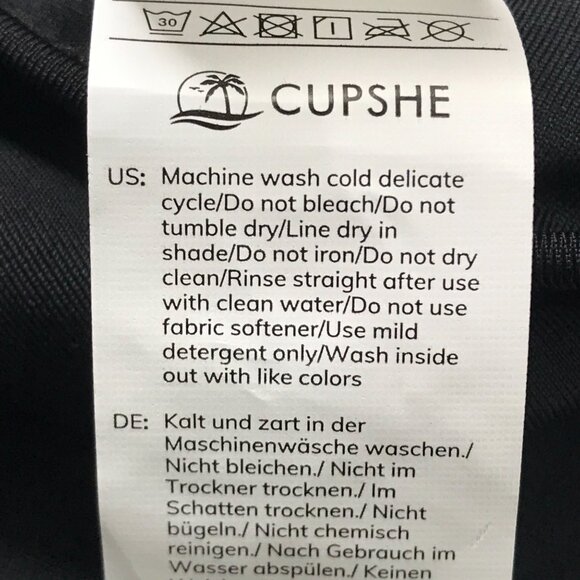 30
CUPSHE
US: Machine wash cold delicate
cycle/Do not bleach/Do not
tumble dry/Line dry in
shade/Do not iron/Do not dry
clean/Rinse straight after use
with clean water/Do not use
fabric softener/Use mild
detergent only/Wash inside
out with like colors
DE: Kalt und zart in der
Maschinenwäsche waschen./
Nicht bleichen./ Nicht im
Trockner trocknen./ Im
Schatten trocknen./ Nicht
bügeln./ Nicht chemisch
reinigen./ Nach Gebrauch im
Wasser abspülen./ Keinen